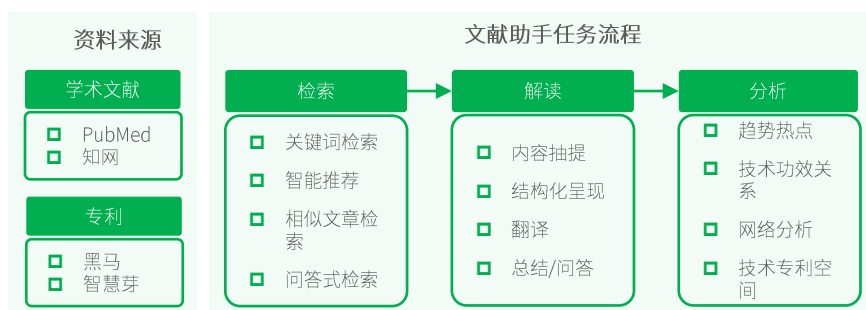 资料来源
学术文献
PubMed
知网
专利
黑马
智慧芽
文献助手任务流程
检索
关键词检索
智能推荐
相似文章检
索
问答式检索
解读
内容抽提
结构化呈现
翻译
总结/问答
分析
趋势热点
技术功效关
系
网络分析
技术专利空
间